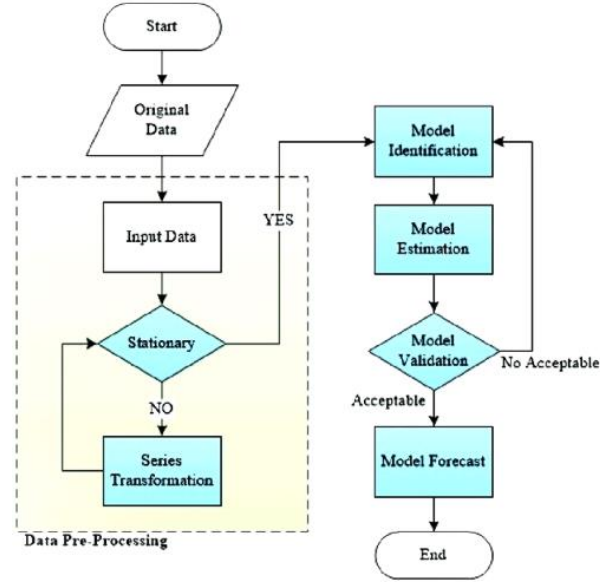 Start
Original
Data
Input Data
Stationary
YES
NO
Series
Transformation
Data Pre-Processing
Model
Identification
Model
Estimation
Model
Validation
No Acceptable
Acceptable
Model Forecast
End